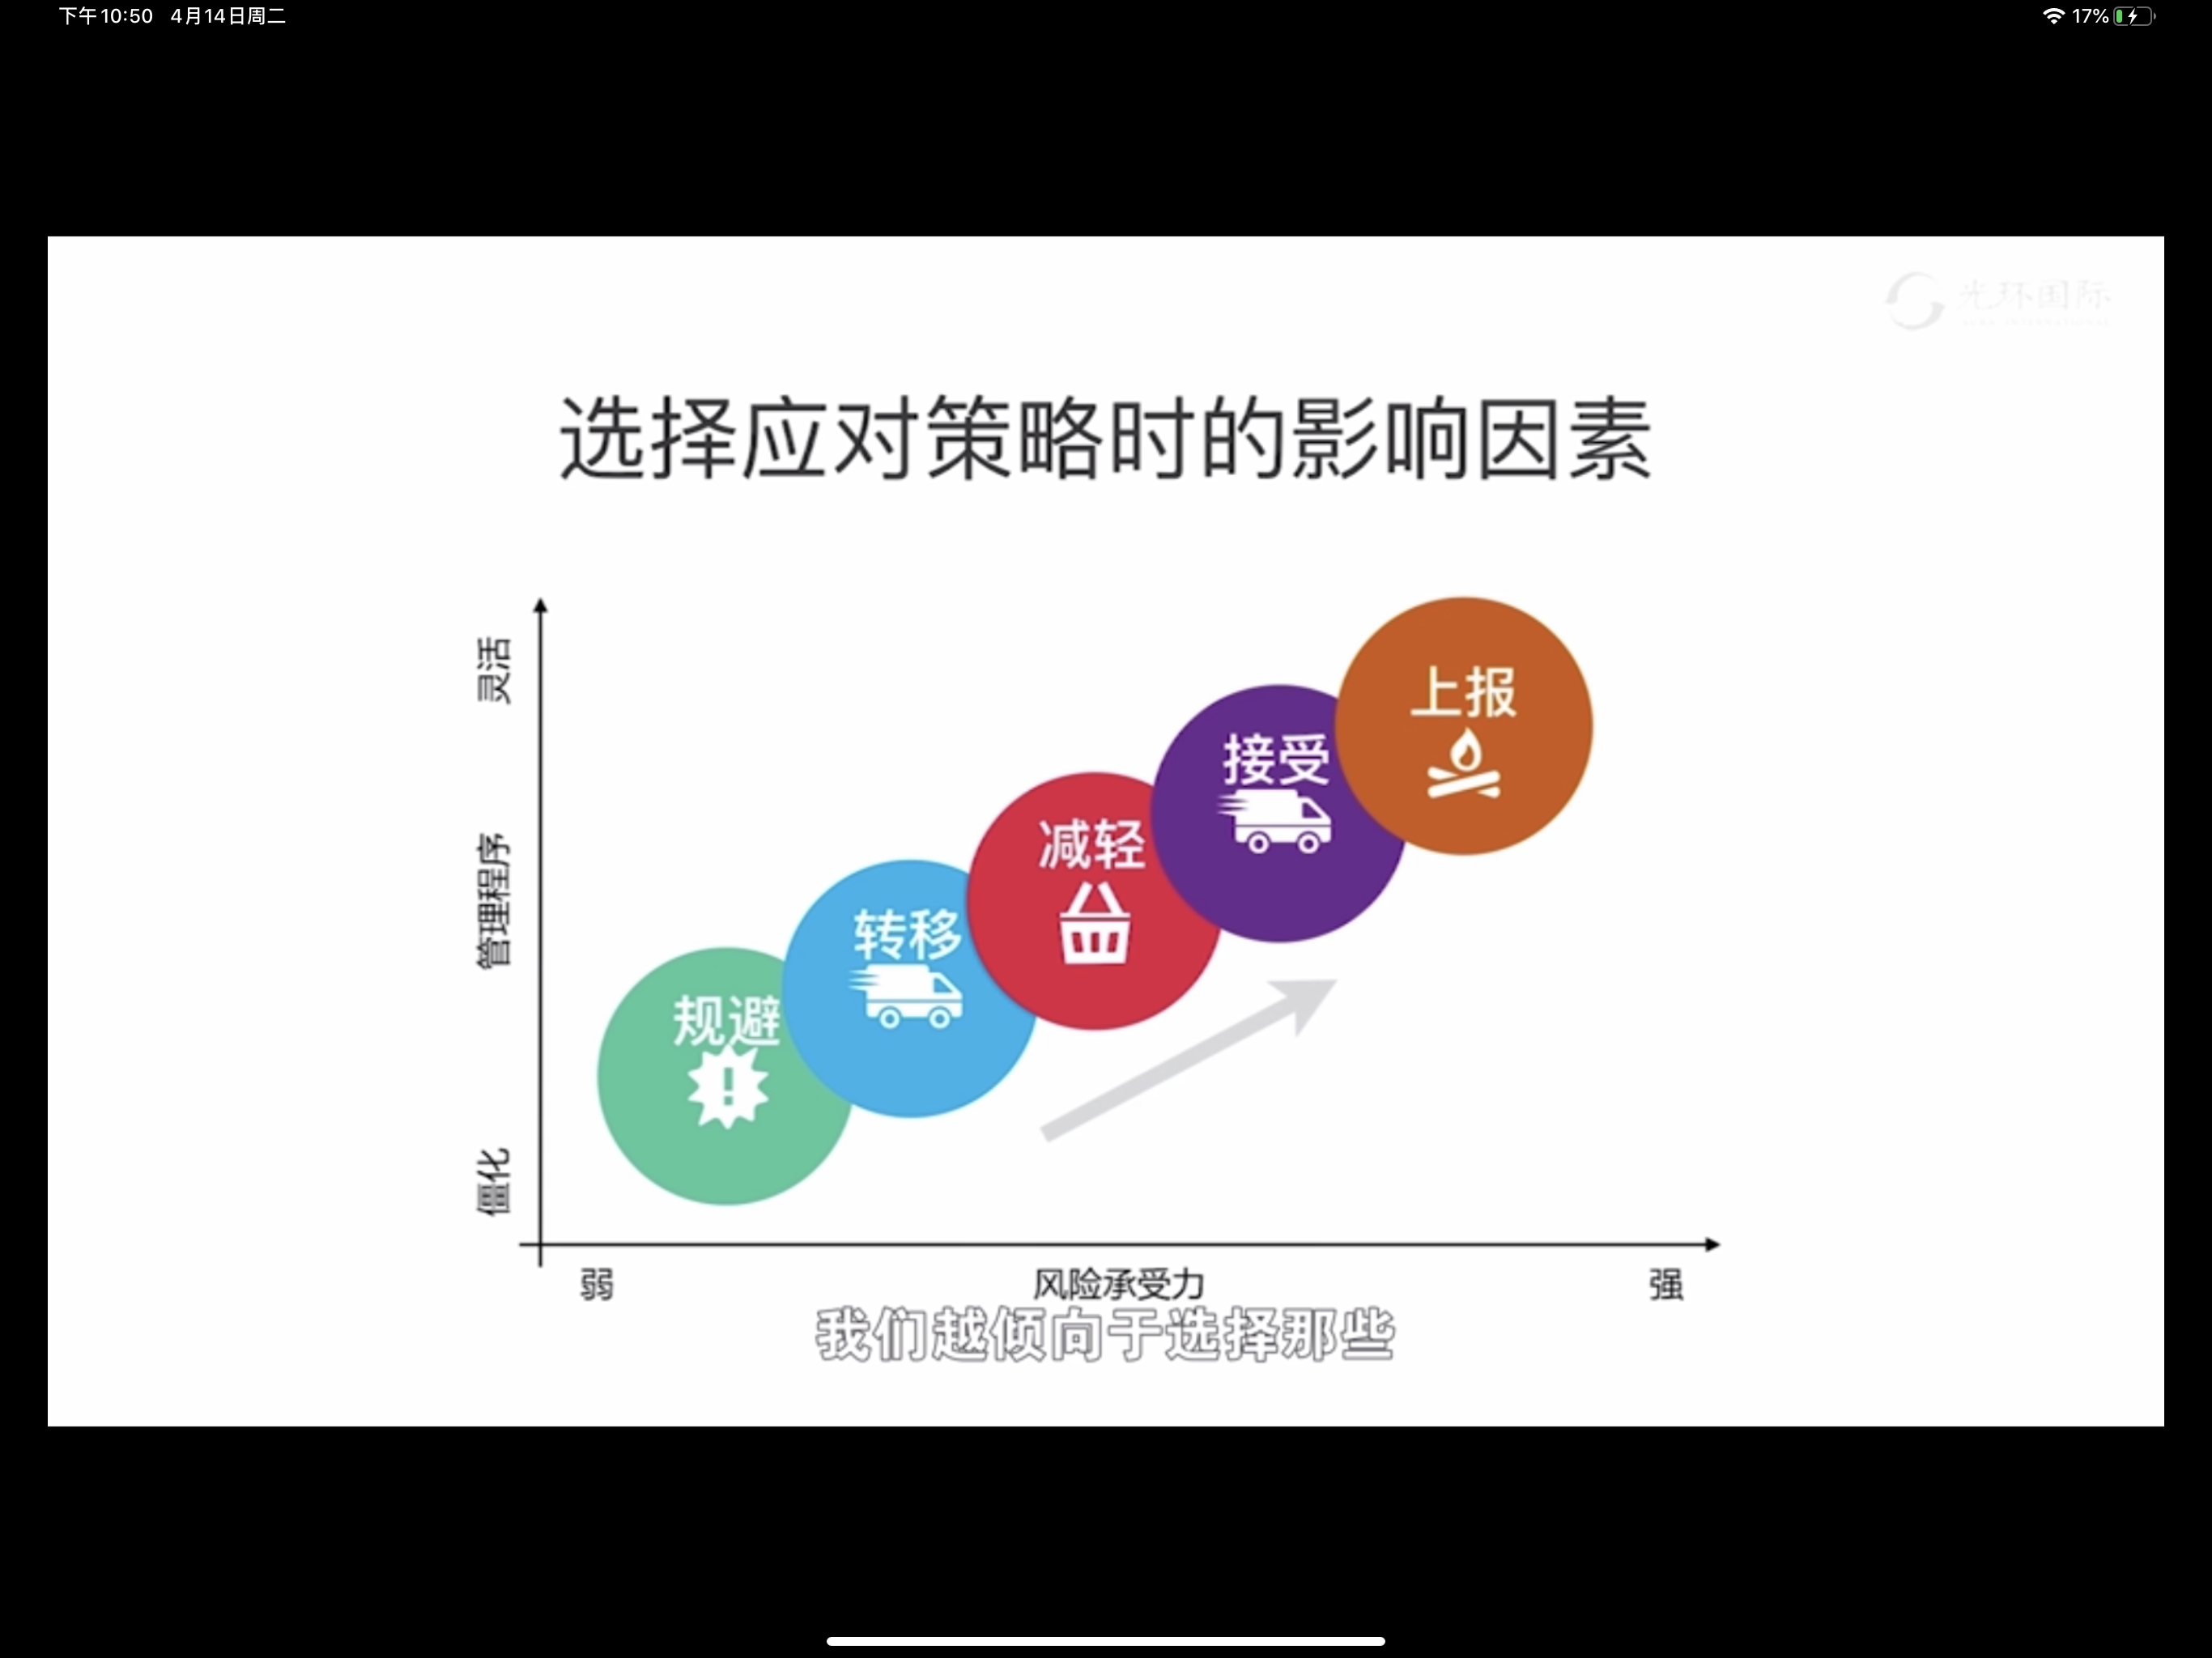 下午10:50 4月14日周二
17%
光环国际
选择应对策略时的影响因素
灵活
管理程序
僵化
上报
接受
减轻
转移
规避
弱
风险承受力
强
我们越倾向于选择那些